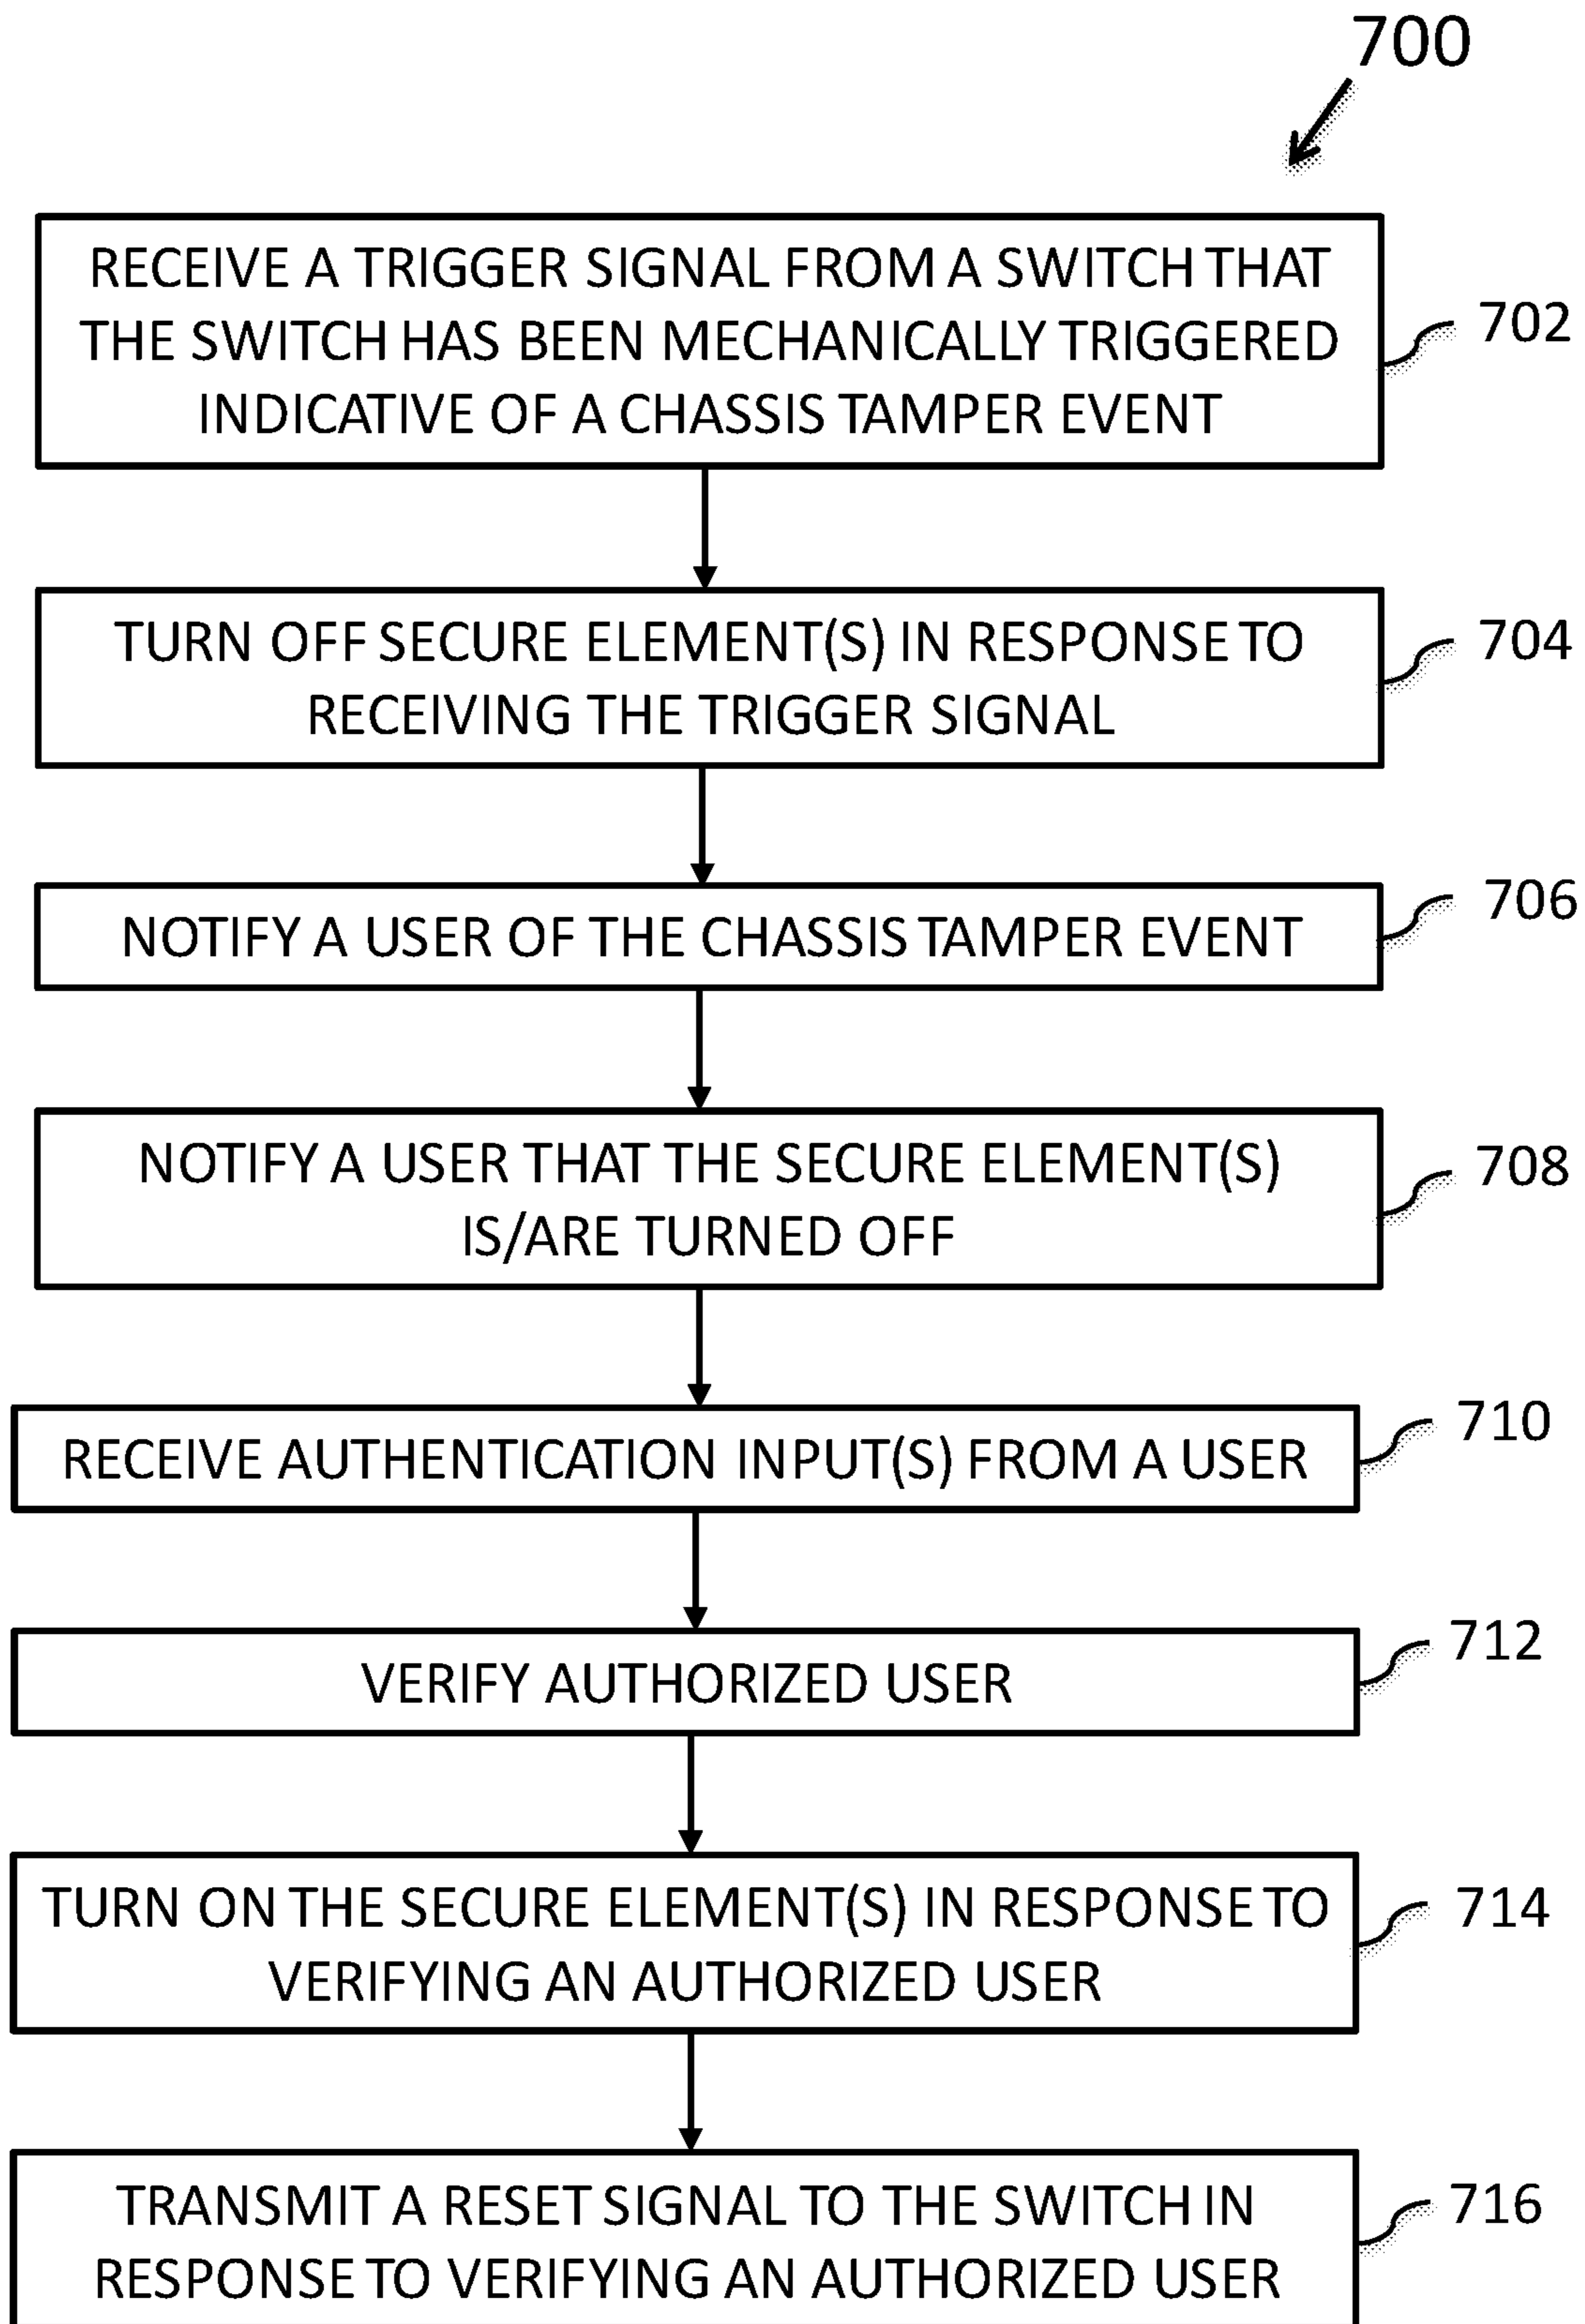 700
RECEIVE A TRIGGER SIGNAL FROM A SWITCH THAT
THE SWITCH HAS BEEN MECHANICALLY TRIGGERED
INDICATIVE OF A CHASSIS TAMPER EVENT
702
TURN OFF SECURE ELEMENT(S) IN RESPONSE TO
RECEIVING THE TRIGGER SIGNAL
704
NOTIFY A USER OF THE CHASSIS TAMPER EVENT
706
NOTIFY A USER THAT THE SECURE ELEMENT(S)
IS/ARE TURNED OFF
708
RECEIVE AUTHENTICATION INPUT(S) FROM A USER
710
VERIFY AUTHORIZED USER
712
TURN ON THE SECURE ELEMENT(S) IN RESPONSE TO
VERIFYING AN AUTHORIZED USER
714
TRANSMIT A RESET SIGNAL TO THE SWITCH IN
RESPONSE TO VERIFYING AN AUTHORIZED USER
716